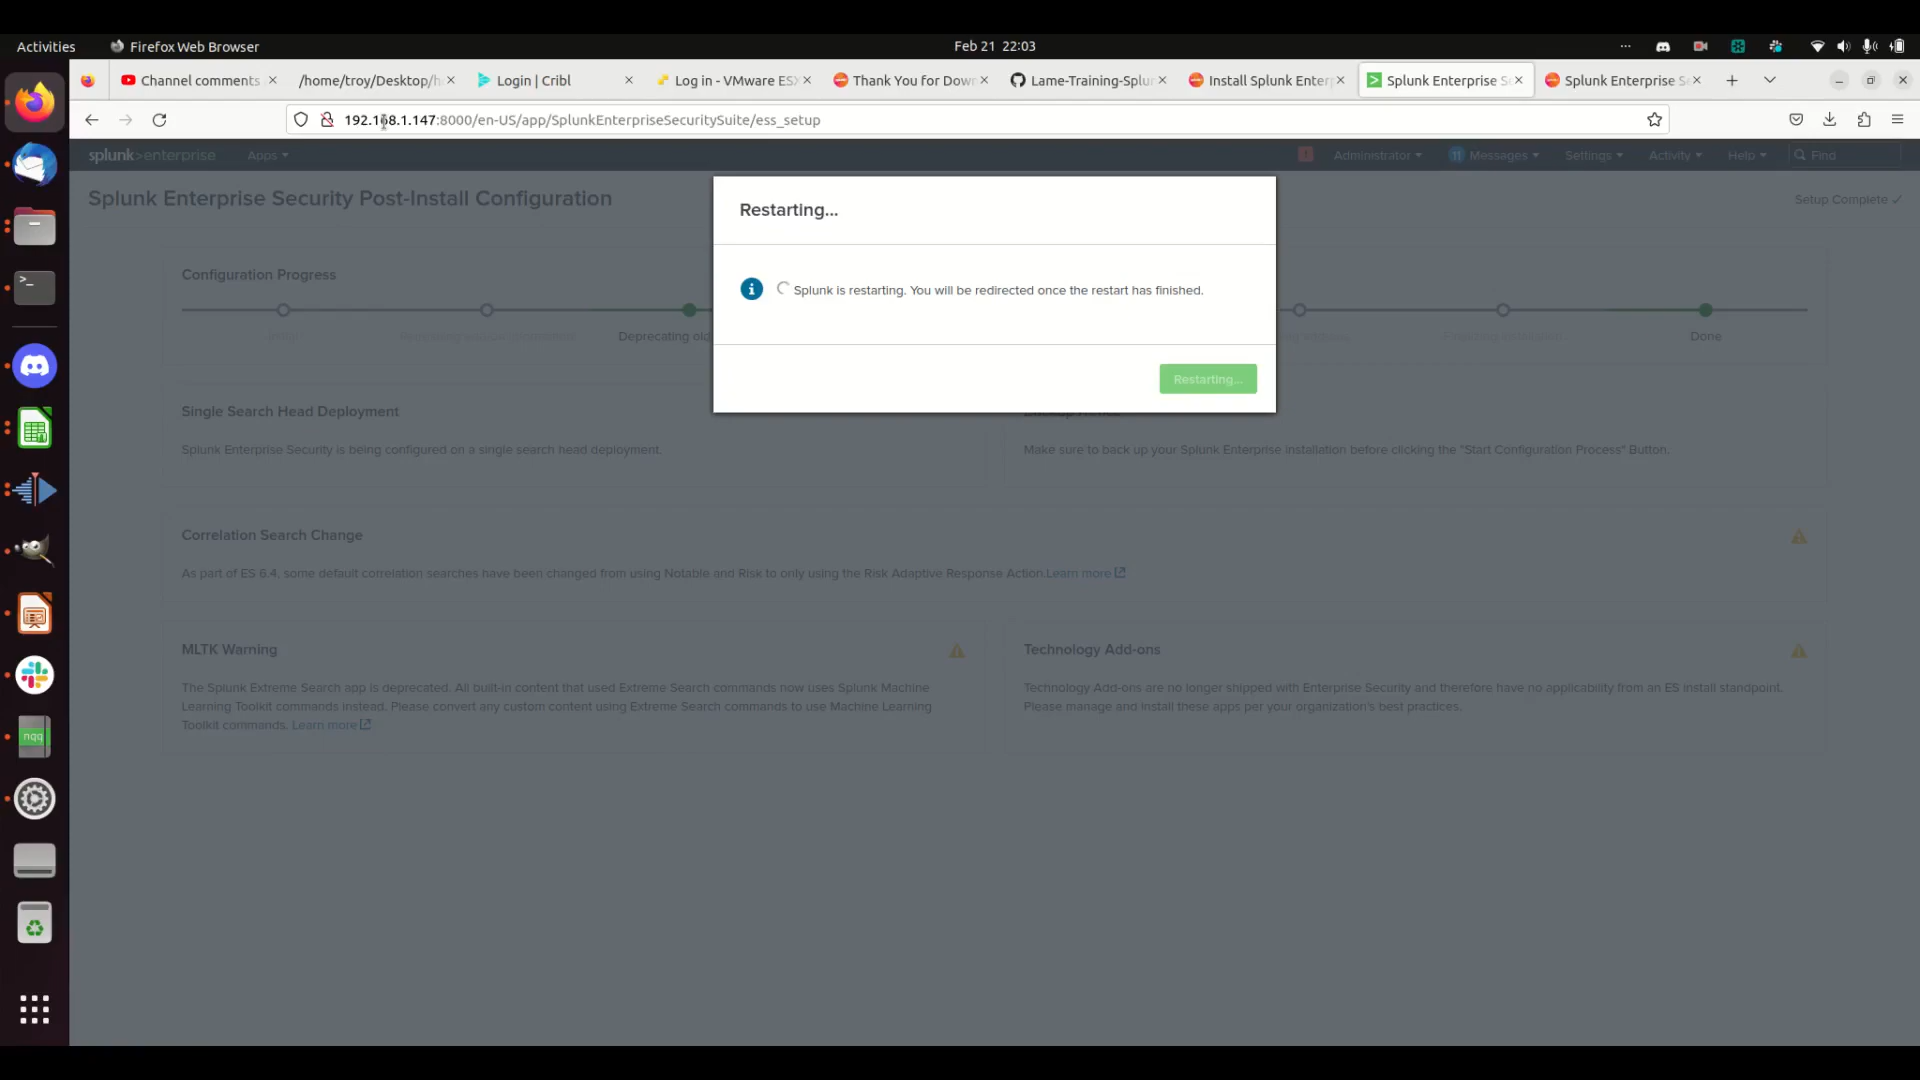 Activities
Firefox Web Browser
Feb 21 22:03
Channel comments
/home/troy/Desktop/h
Login | Cribl
Log in - VMware ESX
Thank You for Dow
Lame-Training-Splu
Install Splunk Enter
Splunk Enterprise S
Splunk Enterprise S
192.168.1.147:8000/en-US/app/SplunkEnterpriseSecuritySuite/ess_setup
splunk>enterprise
Apps
!
Administrator
11 Messages
Settings
Activity
Help
Find
Splunk Enterprise Security Post-Install Configuration
Setup Complete ✓
Restarting...
Splunk is restarting. You will be redirected once the restart has finished.
Restarting...
Configuration Progress
Deprecating old
Done
Single Search Head Deployment
Splunk Enterprise Security is being configured on a single search head deployment.
Make sure to back up your Splunk Enterprise installation before clicking the "Start Configuration Process" Button.
Correlation Search Change
As part of ES 6.4, some default correlation searches have been changed from using Notable and Risk to only using the Risk Adaptive Response Action.Learn more
MLTK Warning
The Splunk Extreme Search app is deprecated. All built-in content that used Extreme Search commands now uses Splunk Machine
Learning Toolkit commands instead. Please convert any custom content using Extreme Search commands to use Machine Learning
Toolkit commands. Learn more
Technology Add-ons
Technology Add-ons are no longer shipped with Enterprise Security and therefore have no applicability from an ES install standpoint.
Please manage and install these apps per your organization's best practices.
nqq